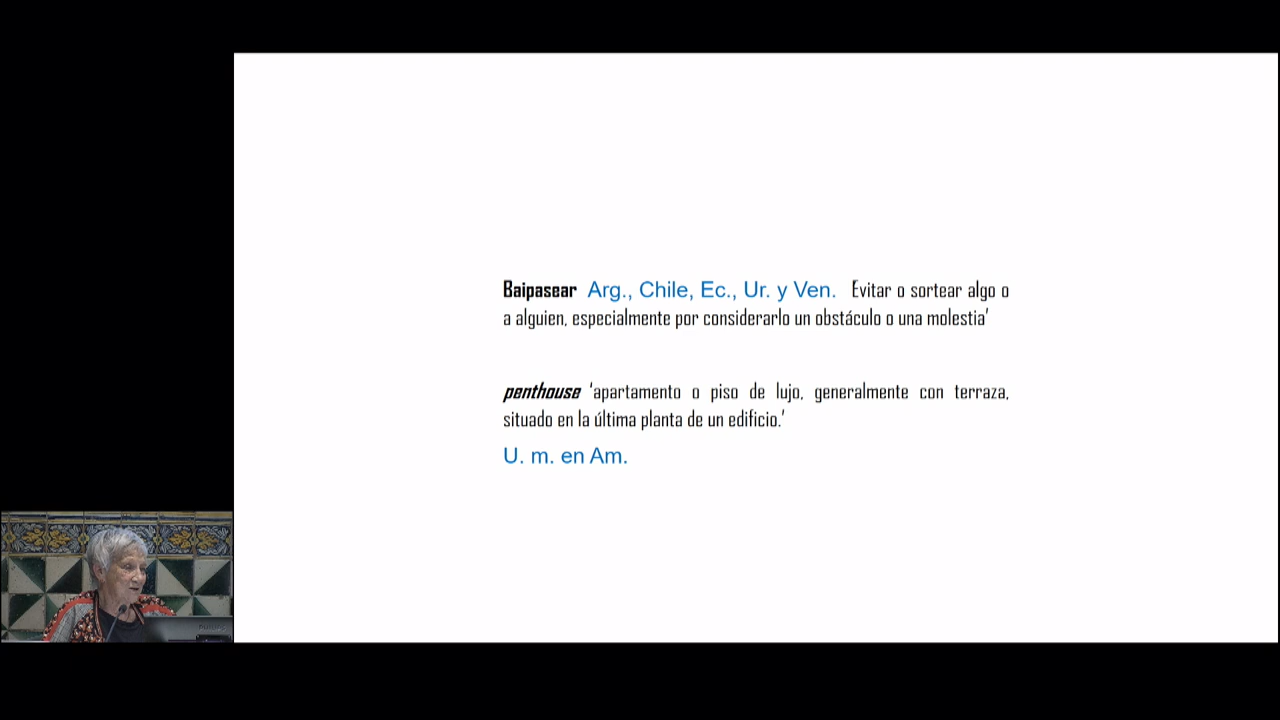 Baipasear Arg., Chile, Ec., Ur. y Ven. Evitar o sortear algo o
a alguien, especialmente por considerarlo un obstáculo o una molestia’
penthouse ‘apartamento o piso de lujo, generalmente con terraza,
situado en la última planta de un edificio.’
U. m. en Am.